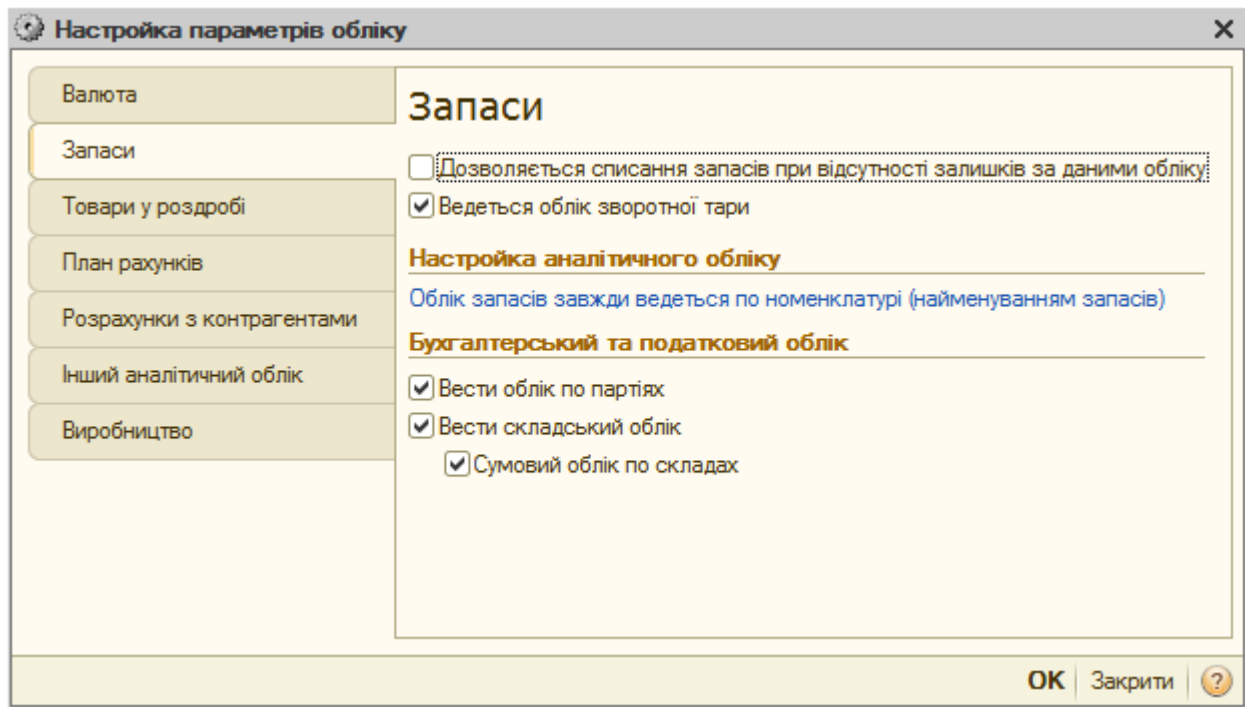 Настройка параметрів обліку
Валюта
Запаси
Товари у роздробі
План рахунків
Розрахунки з контрагентами
Інший аналітичний облік
Виробництво
Запаси
Дозволяється списання запасів при відсутності залишків за даними обліку
Ведеться облік зворотної тари
Настройка аналітичного обліку
Облік запасів завжди ведеться по номенклатурі (найменуванням запасів)
Бухгалтерський та податковий облік
Вести облік по партіях
Вести складський облік
Сумовий облік по складах
ОК Закрити ?